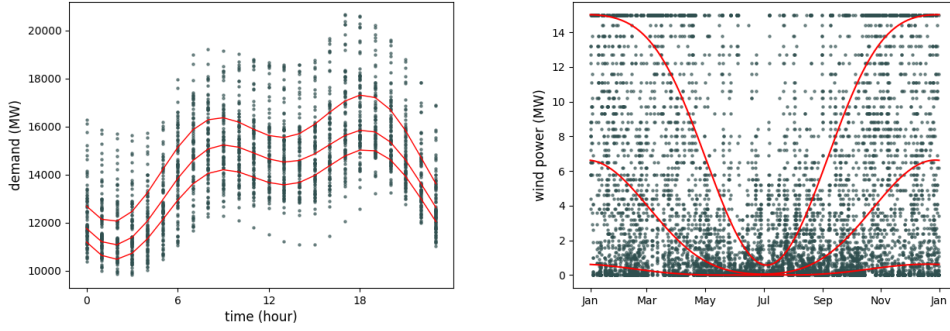 demand (MW)
20000
18000
16000
14000
12000
10000
0 6 12 18
time (hour)
wind power (MW)
14
12
10
8
6
4
2
0
Jan Mar May Jul Sep Nov Jan